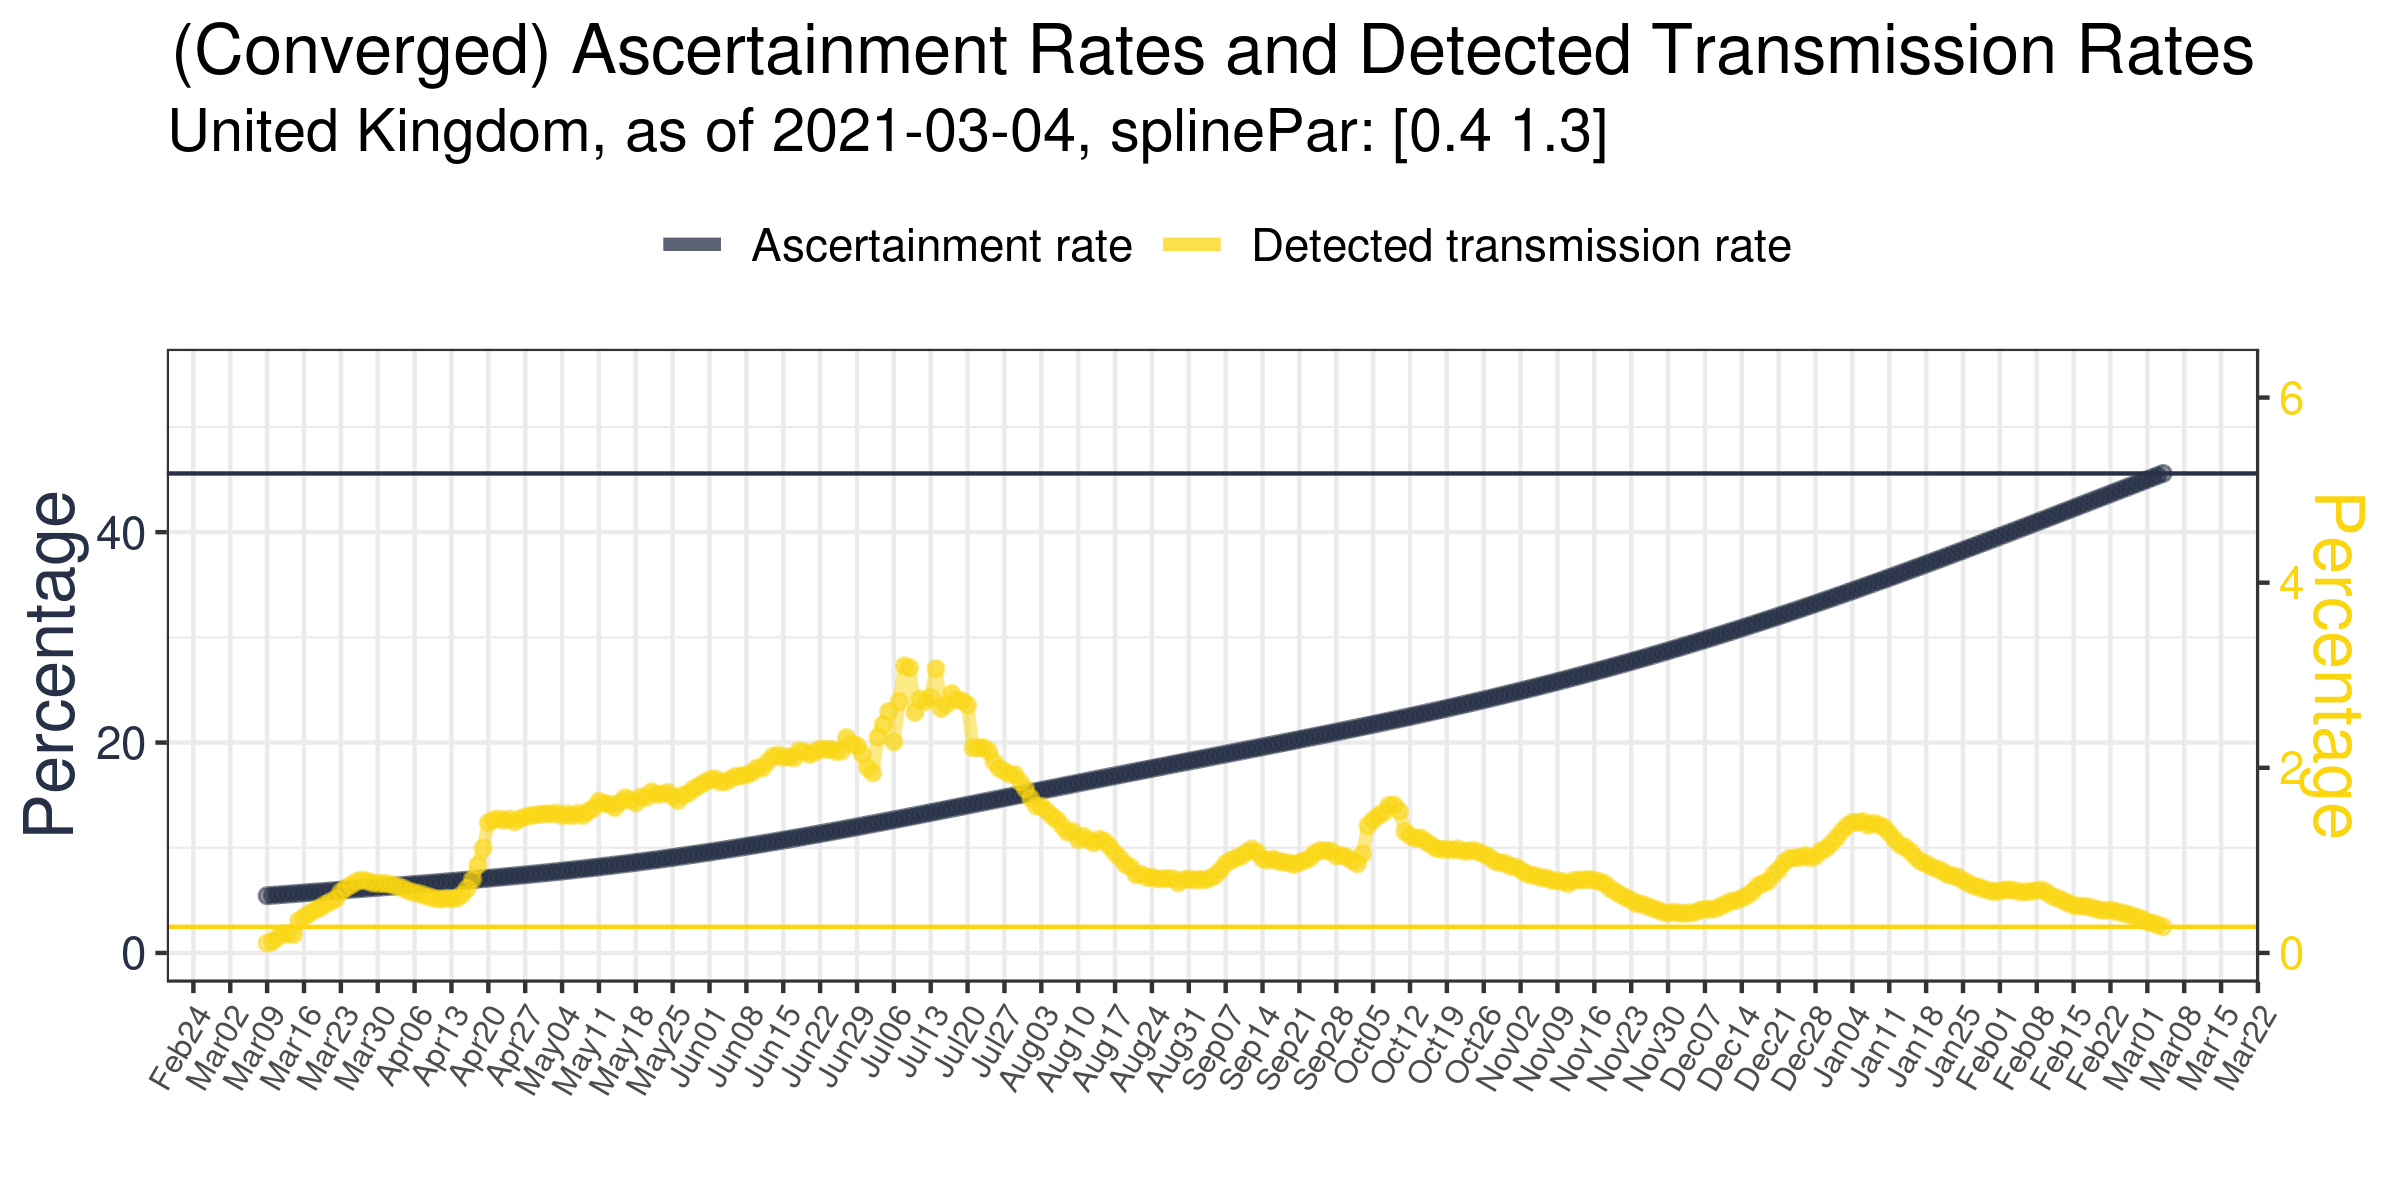 (Converged) Ascertainment Rates and Detected Transmission Rates
United Kingdom, as of 2021-03-04, splinePar: [0.4 1.3]
Ascertainment rate Detected transmission rate
Percentage
40
20
0
6
4
2
0
Percentage
Feb24 Mar02 Mar09 Mar16 Mar23 Mar30 Apr06 Apr13 Apr20 Apr27 May04 May11 May18 May25 Jun01 Jun08 Jun15 Jun22 Jun29 Jul06 Jul13 Jul20 Jul27 Aug03 Aug10 Aug17 Aug24 Aug31 Sep07 Sep14 Sep21 Sep28 Oct05 Oct12 Oct19 Oct26 Nov02 Nov09 Nov16 Nov23 Nov30 Dec07 Dec14 Dec21 Dec28 Jan04 Jan11 Jan18 Jan25 Feb01 Feb08 Feb15 Feb22 Mar01 Mar08 Mar15 Mar22